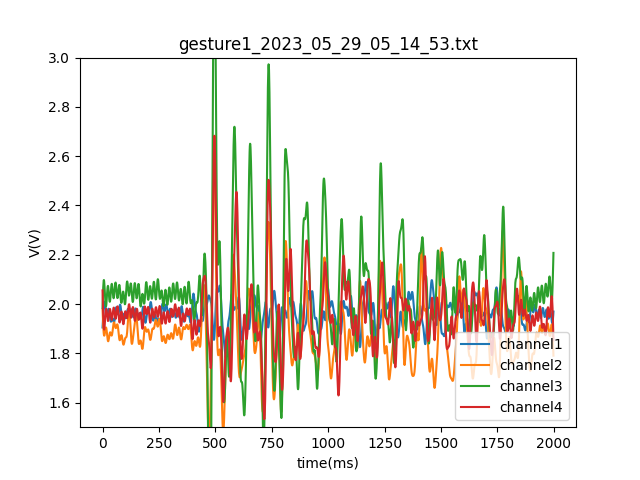 gesture1_2023_05_29_05_14_53.txt
3.0
2.8
2.6
2.4
2.2
2.0
1.8
1.6
V(V)
channel1
channel2
channel3
channel4
0 250 500 750 1000 1250 1500 1750 2000
time(ms)